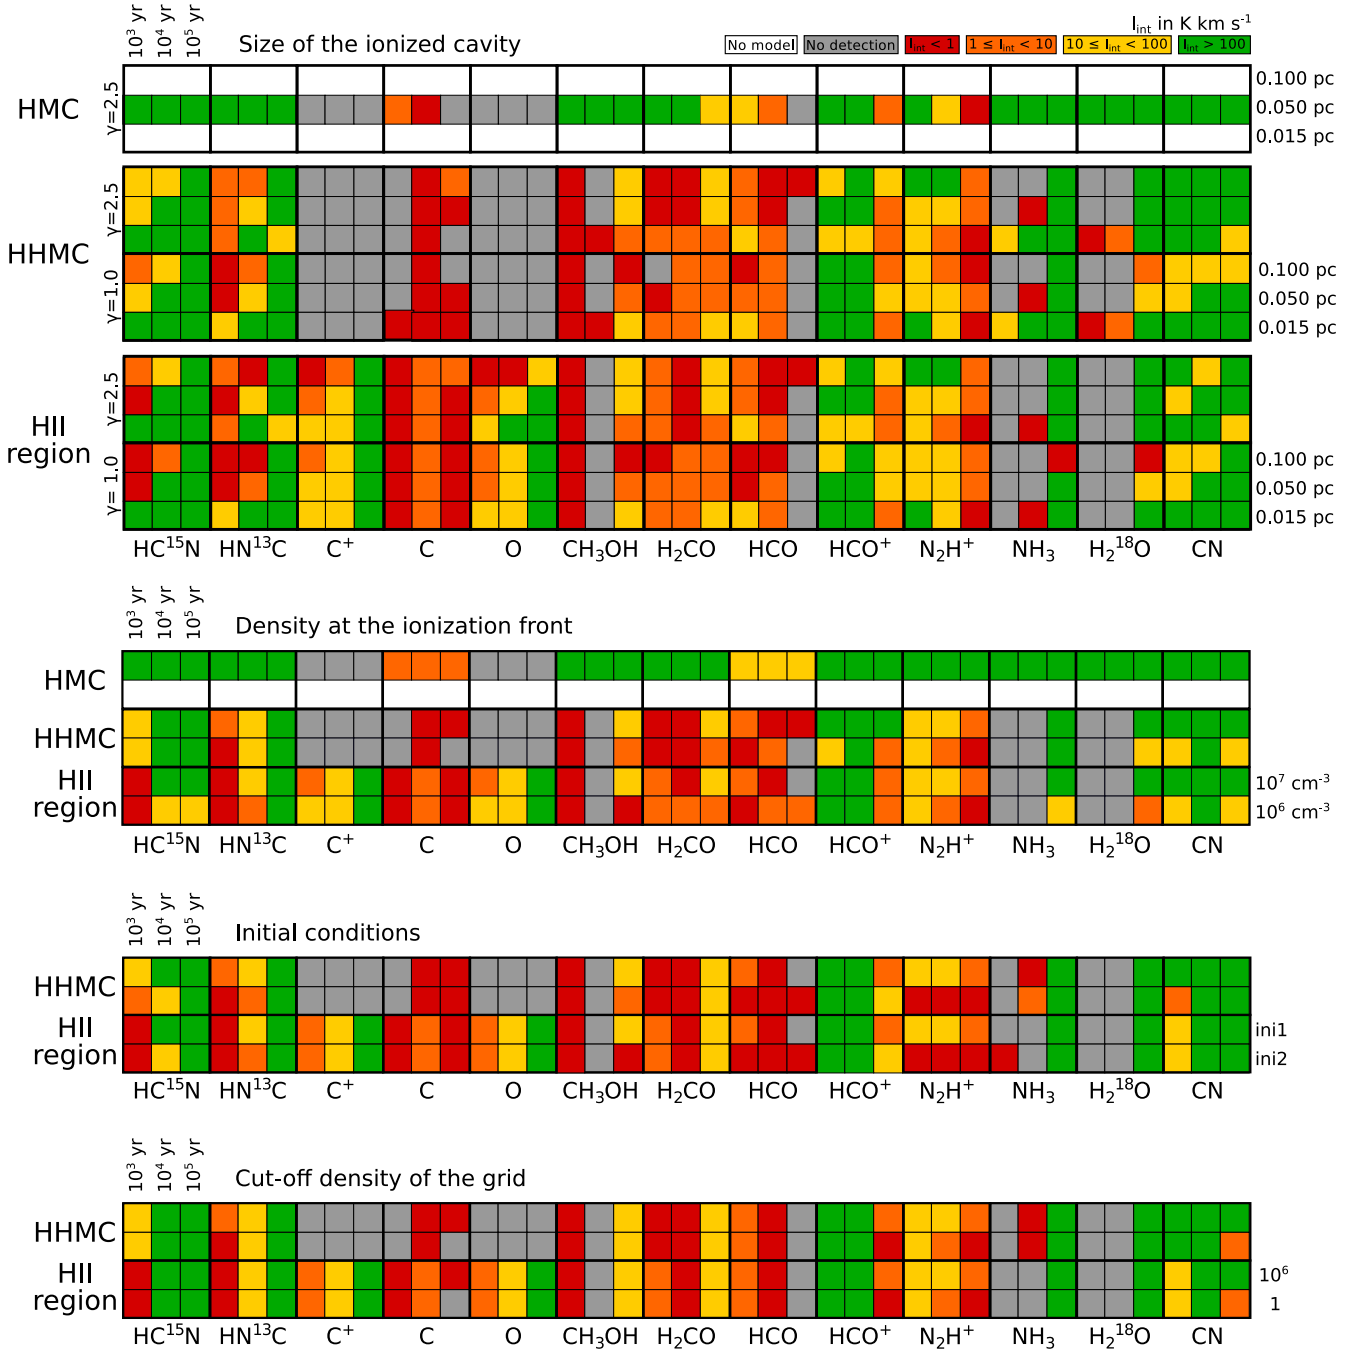 10³ yr 10⁴ yr 10⁵ yr
Size of the ionized cavity
I_int in K km s⁻¹
No model No detection I_int < 1 1 ≤ I_int < 10 10 ≤ I_int < 100 I_int > 100
HMC γ=2.5
0.100 pc
0.050 pc
0.015 pc
HHMC γ=2.5 γ=1.0
0.100 pc
0.050 pc
0.015 pc
HII region γ=2.5 γ= 1.0
0.100 pc
0.050 pc
0.015 pc
HC¹⁵N HN¹³C C⁺ C O CH₃OH H₂CO HCO HCO⁺ N₂H⁺ NH₃ H₂¹⁸O CN
10³ yr 10⁴ yr 10⁵ yr
Density at the ionization front
HMC
HHMC
HII
region
10⁷ cm⁻³
10⁶ cm⁻³
HC¹⁵N HN¹³C C⁺ C O CH₃OH H₂CO HCO HCO⁺ N₂H⁺ NH₃ H₂¹⁸O CN
10³ yr 10⁴ yr 10⁵ yr
Initial conditions
HHMC
HII
region
ini1
ini2
HC¹⁵N HN¹³C C⁺ C O CH₃OH H₂CO HCO HCO⁺ N₂H⁺ NH₃ H₂¹⁸O CN
10³ yr 10⁴ yr 10⁵ yr
Cut-off density of the grid
HHMC
HII
region
10⁶
1
HC¹⁵N HN¹³C C⁺ C O CH₃OH H₂CO HCO HCO⁺ N₂H⁺ NH₃ H₂¹⁸O CN